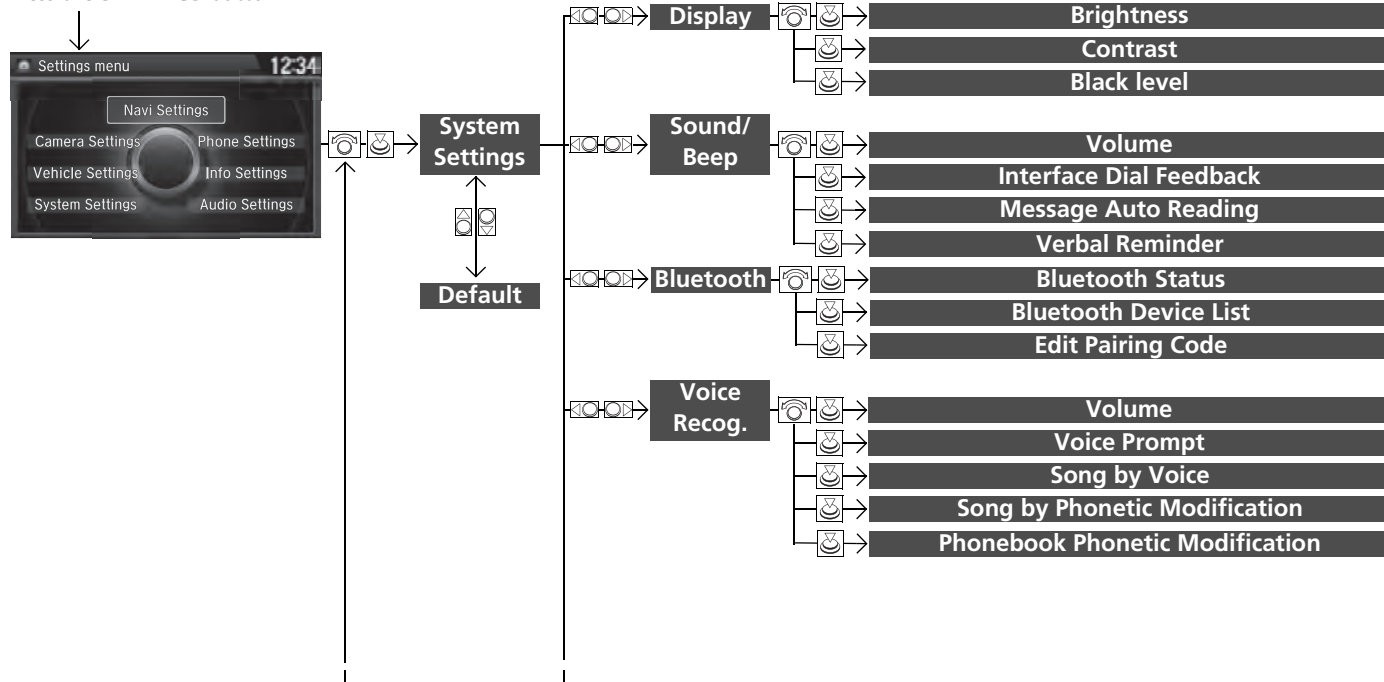 Settings menu 12:34
Navi Settings
Camera Settings
Phone Settings
Vehicle Settings
Info Settings
System Settings
Audio Settings
System
Settings
Default
Display
Brightness
Contrast
Black level
Sound/
Beep
Volume
Interface Dial Feedback
Message Auto Reading
Verbal Reminder
Bluetooth
Bluetooth Status
Bluetooth Device List
Edit Pairing Code
Voice
Recog.
Volume
Voice Prompt
Song by Voice
Song by Phonetic Modification
Phonebook Phonetic Modification